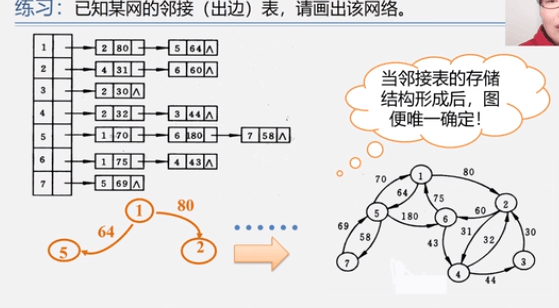 练习：已知某网的邻接（出边）表，请画出该网络。
1 2 80 5 64 ∧
2 4 31 6 60 ∧
3 2 30 ∧
4 2 32 3 44 ∧
5 1 70 6 180 7 58 ∧
6 1 75 4 43 ∧
7 5 69 ∧
当邻接表的存储
结构形成后，图
便唯一确定！
1 80
64
5 2
1 80
70
64 75
5 180 6 60 2
69 58 43 31 32 30
7 4 44 3